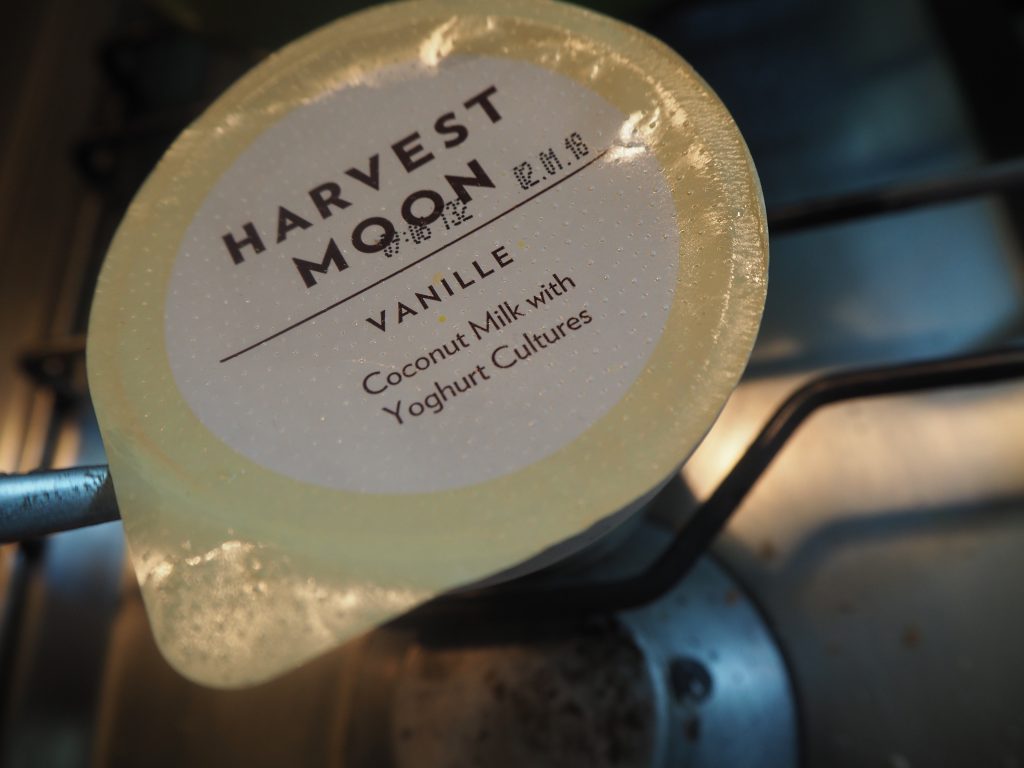 HARVEST
MOON
02.01.18
VANILLE
Coconut Milk with
Yoghurt Cultures